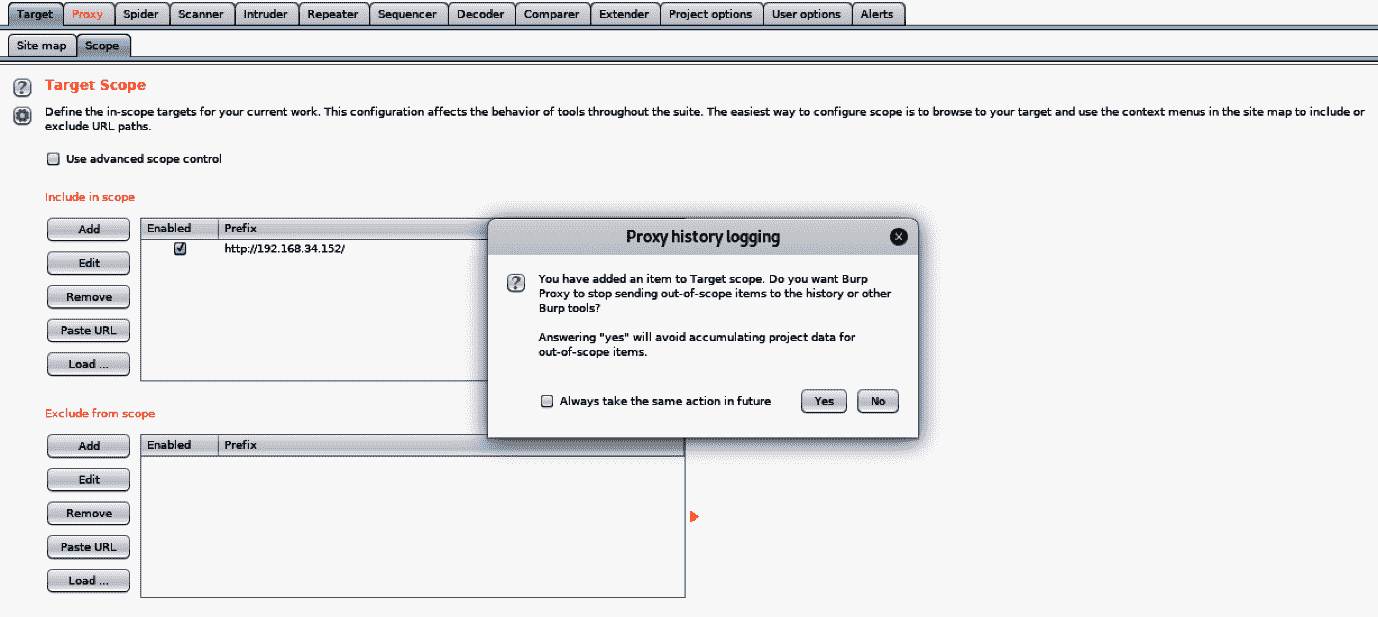 Target Proxy Spider Scanner Intruder Repeater Sequencer Decoder Comparer Extender Project options User options Alerts
Site map Scope
? Target Scope
Define the in-scope targets for your current work. This configuration affects the behavior of tools throughout the suite. The easiest way to configure scope is to browse to your target and use the context menus in the site map to include or
exclude URL paths.
Use advanced scope control
Include in scope
Add
Edit
Remove
Paste URL
Load ...
Enabled Prefix
http://192.168.34.152/
Proxy history logging
? You have added an item to Target scope. Do you want Burp
Proxy to stop sending out-of-scope items to the history or other
Burp tools?
Answering "yes" will avoid accumulating project data for
out-of-scope items.
Always take the same action in future Yes No
Exclude from scope
Add
Edit
Remove
Paste URL
Load ...
Enabled Prefix